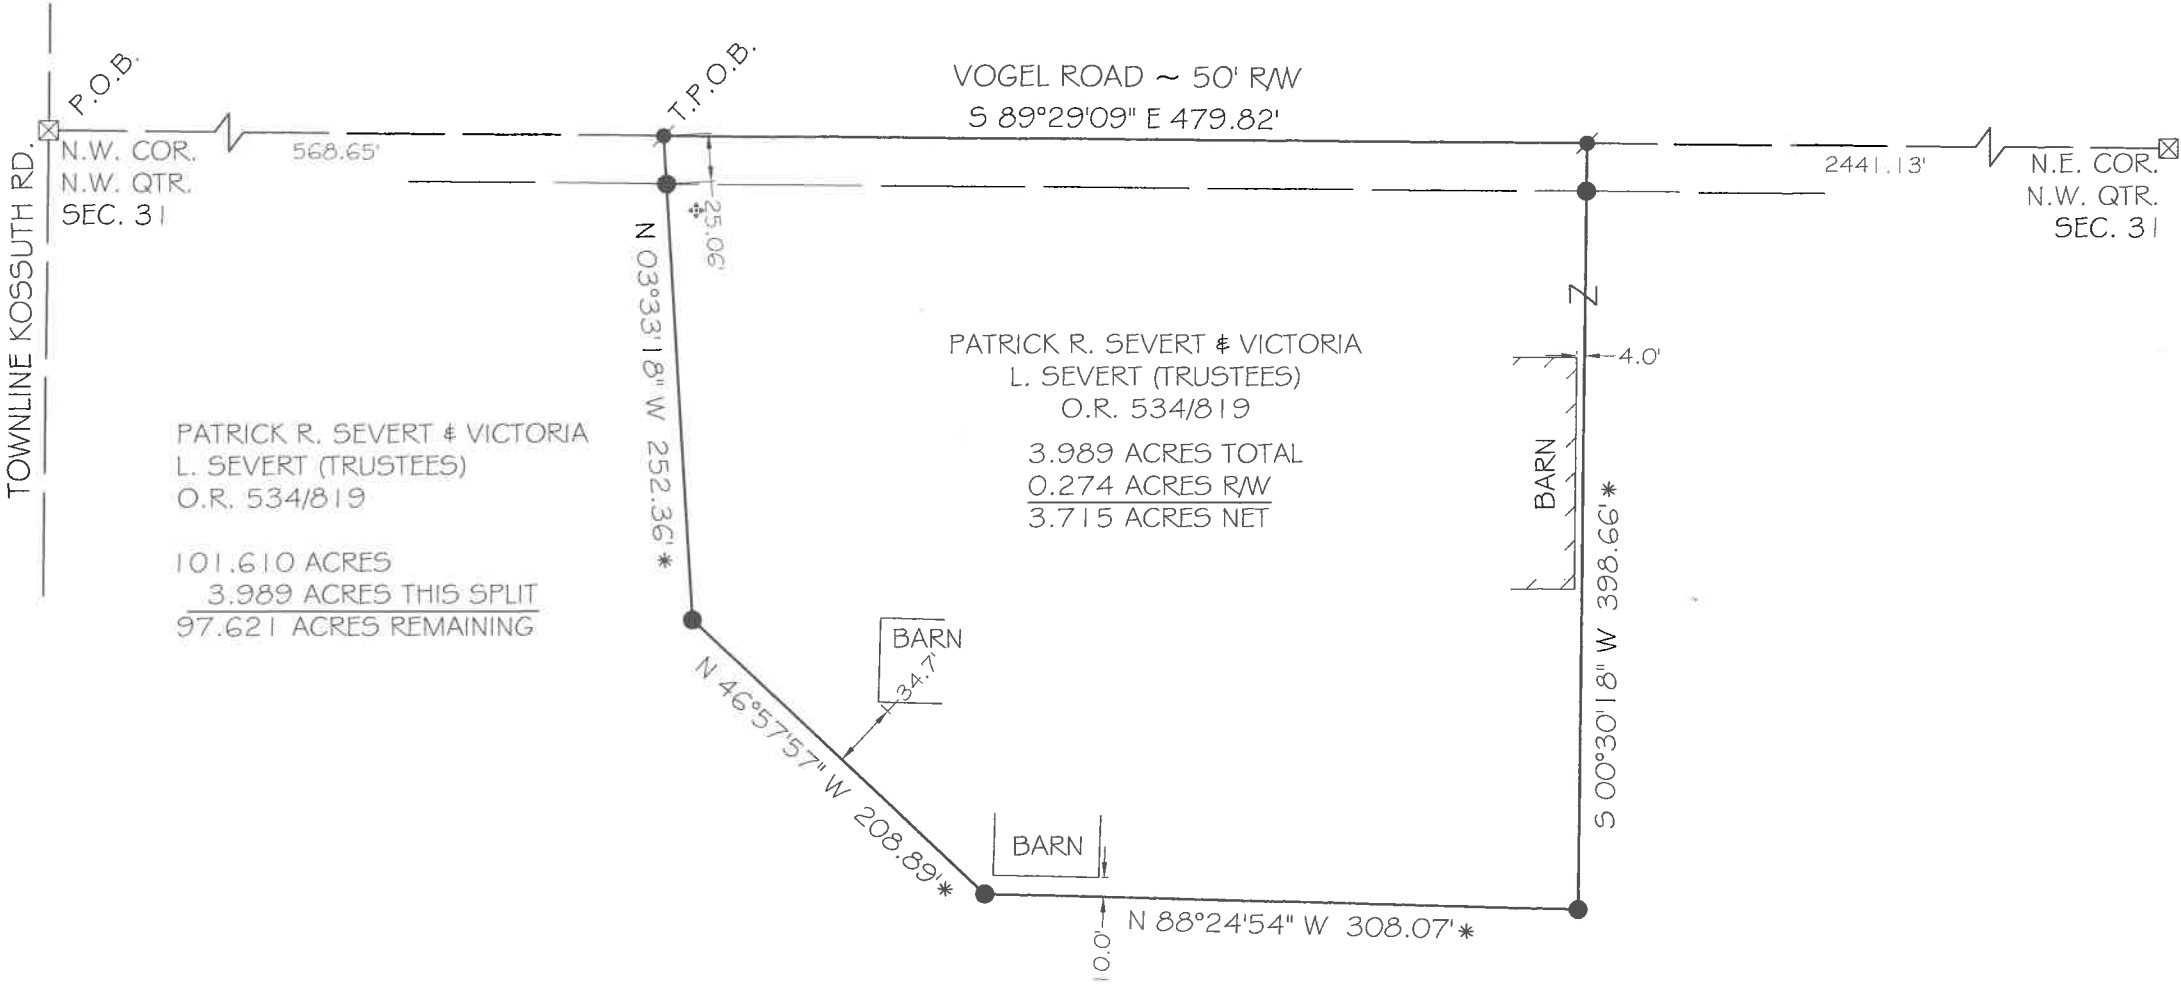 P.O.B.
T.P.O.B.
VOGEL ROAD ~ 50' R/W
S 89°29'09" E 479.82'
TOWNLINE KOSSUTH RD.
N.W. COR.
N.W. QTR.
SEC. 31
568.65'
2441.13'
N.E. COR.
N.W. QTR.
SEC. 31
25.06'
N 03°33'18" W 252.36'*
PATRICK R. SEVERT & VICTORIA
L. SEVERT (TRUSTEES)
O.R. 534/819
3.989 ACRES TOTAL
0.274 ACRES R/W
3.715 ACRES NET
4.0'
BARN
S 00°30'18" W 398.66'*
PATRICK R. SEVERT & VICTORIA
L. SEVERT (TRUSTEES)
O.R. 534/819
101.610 ACRES
3.989 ACRES THIS SPLIT
97.621 ACRES REMAINING
BARN
34.7'
N 46°57'57" W 208.89'*
BARN
10.0'
N 88°24'54" W 308.07'*